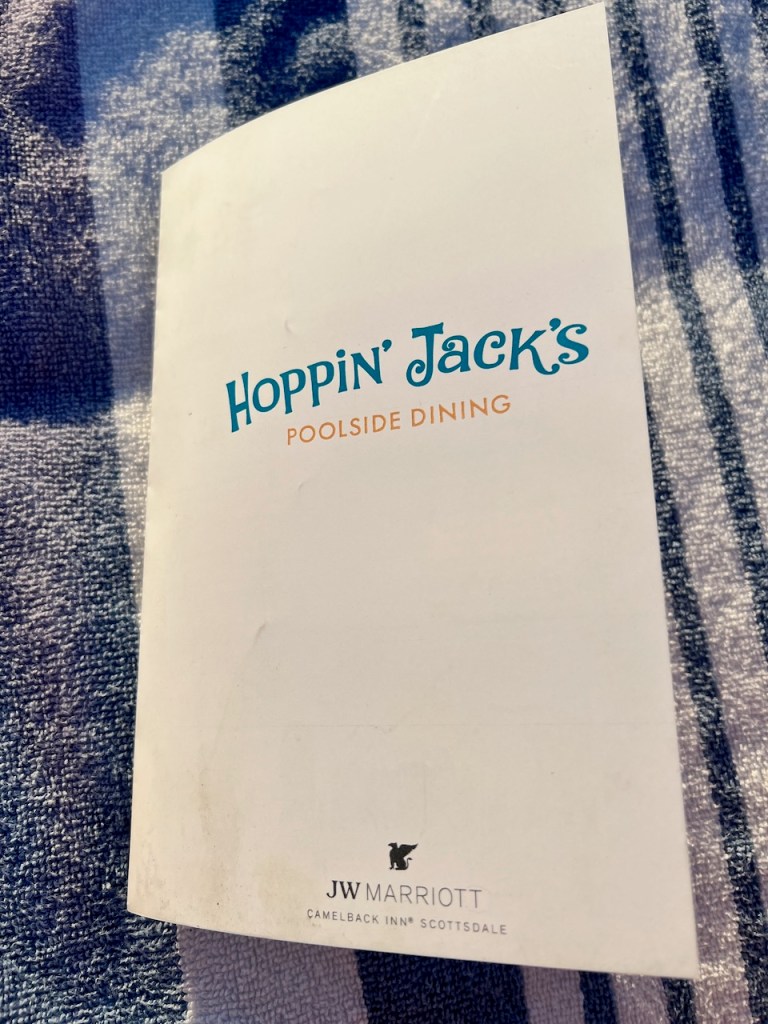 HOPPIN' JACK'S
POOLSIDE DINING
JW MARRIOTT
CAMELBACK INN® SCOTTSDALE